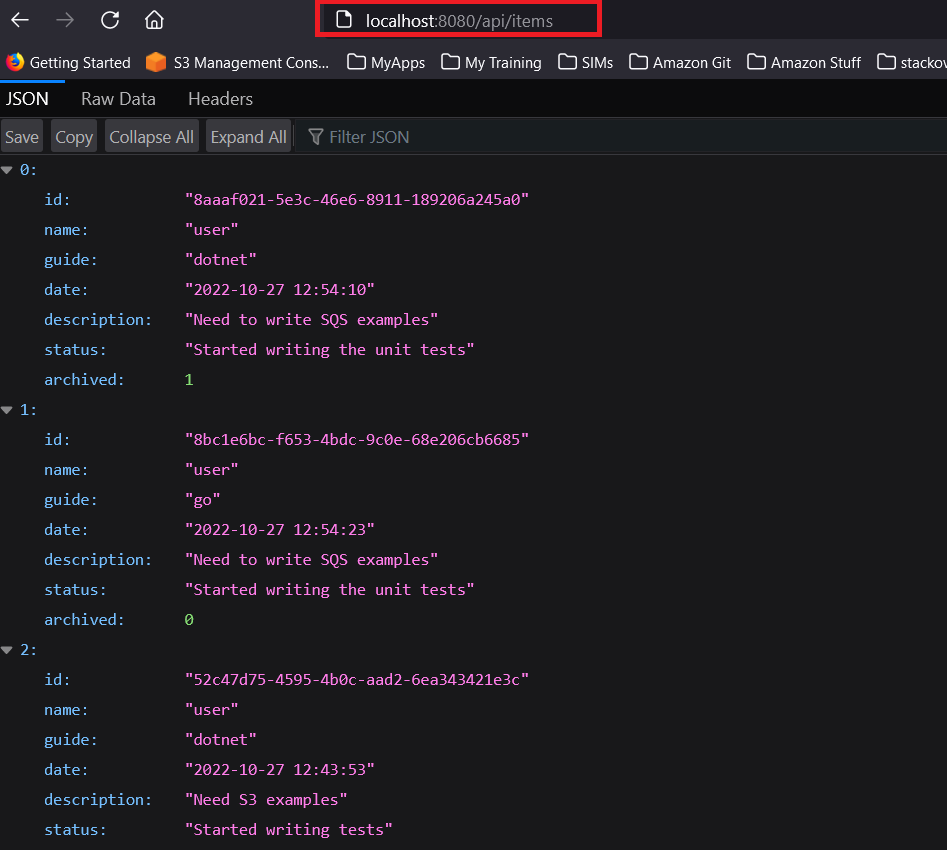 localhost:8080/api/items
Getting Started S3 Management Cons... MyApps My Training SIMs Amazon Git Amazon Stuff stackov
JSON Raw Data Headers
Save Copy Collapse All Expand All Filter JSON
0:
id: "8aaaf021-5e3c-46e6-8911-189206a245a0"
name: "user"
guide: "dotnet"
date: "2022-10-27 12:54:10"
description: "Need to write SQS examples"
status: "Started writing the unit tests"
archived: 1
1:
id: "8bc1e6bc-f653-4bdc-9c0e-68e206cb6685"
name: "user"
guide: "go"
date: "2022-10-27 12:54:23"
description: "Need to write SQS examples"
status: "Started writing the unit tests"
archived: 0
2:
id: "52c47d75-4595-4b0c-aad2-6ea343421e3c"
name: "user"
guide: "dotnet"
date: "2022-10-27 12:43:53"
description: "Need S3 examples"
status: "Started writing tests"